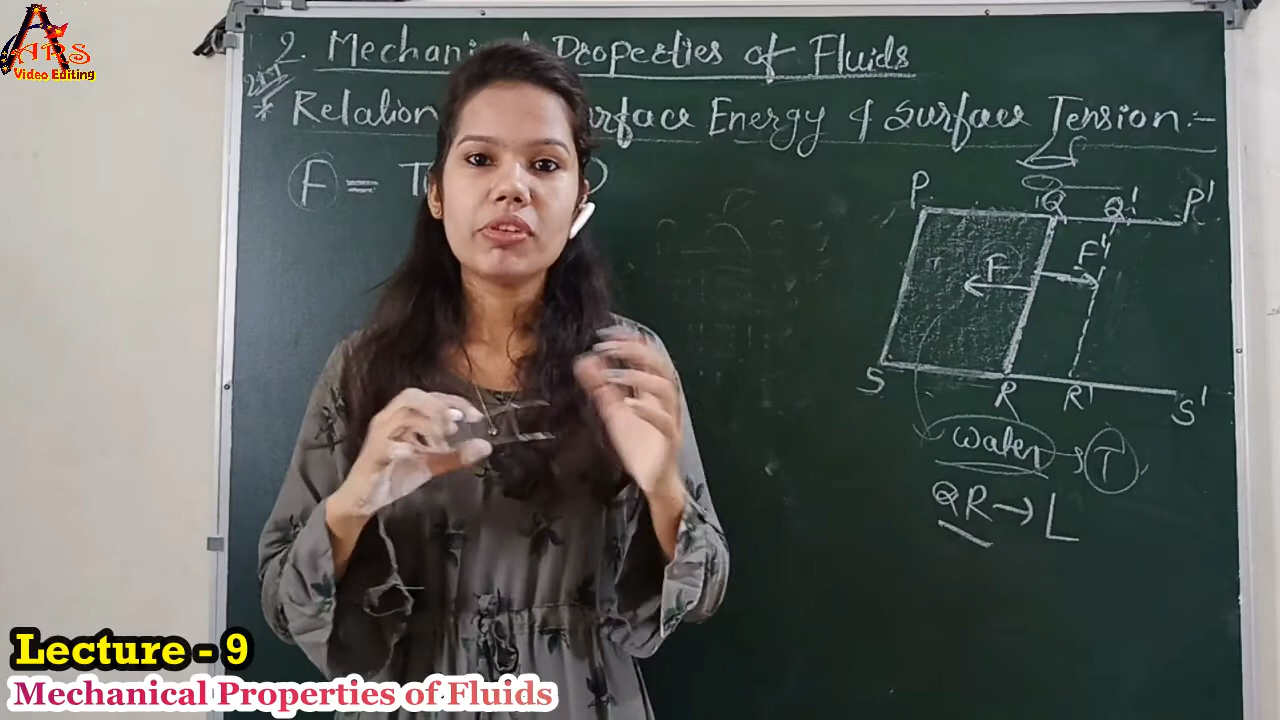 ARS
Video Editing
2. Mechani Properties of Fluids
* Relation urface Energy & Surface Tension :-
F = T
P Q Q' P'
F F'
S R R' S'
water → T
QR → L
Lecture - 9
Mechanical Properties of Fluids